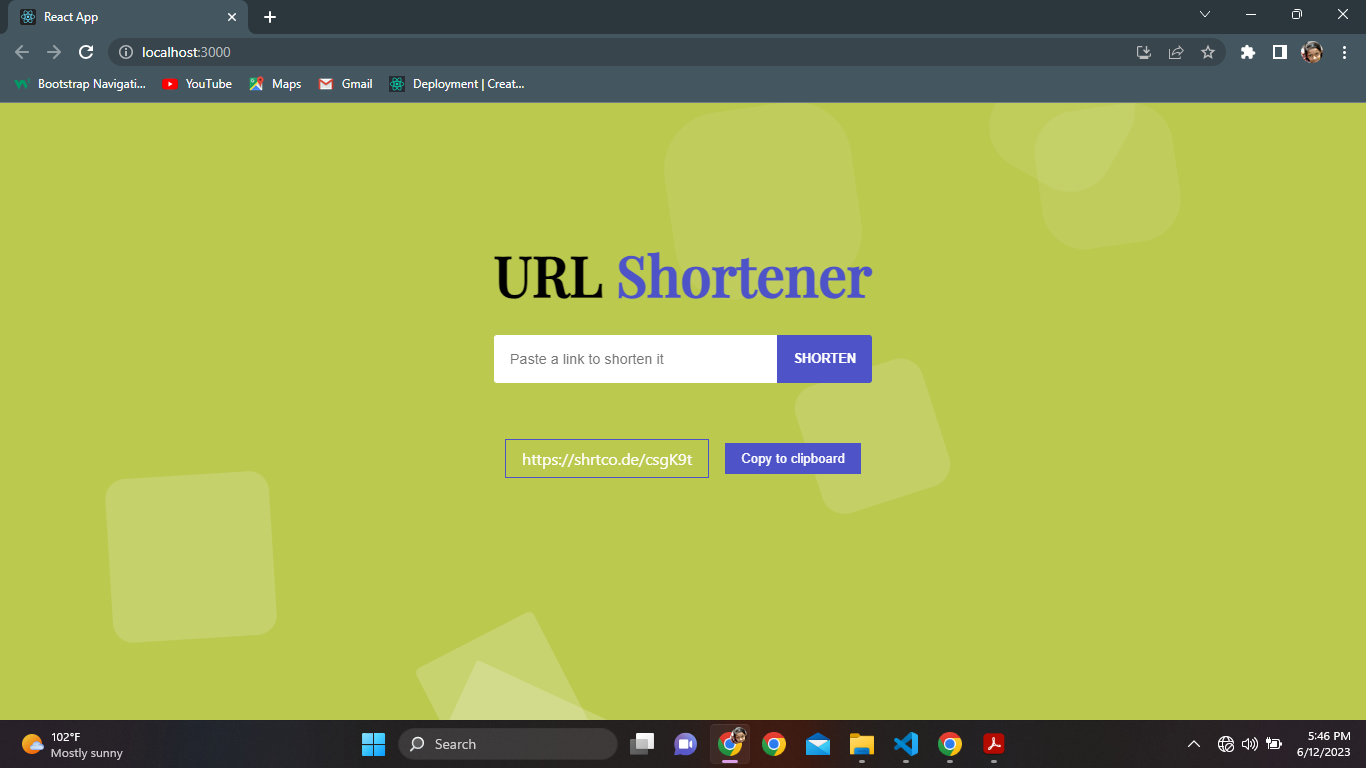 React App
localhost:3000
Bootstrap Navigati...
YouTube
Maps
Gmail
Deployment | Creat...
URL Shortener
Paste a link to shorten it
SHORTEN
https://shrtco.de/csgK9t
Copy to clipboard
102°F
Mostly sunny
Search
5:46 PM
6/12/2023